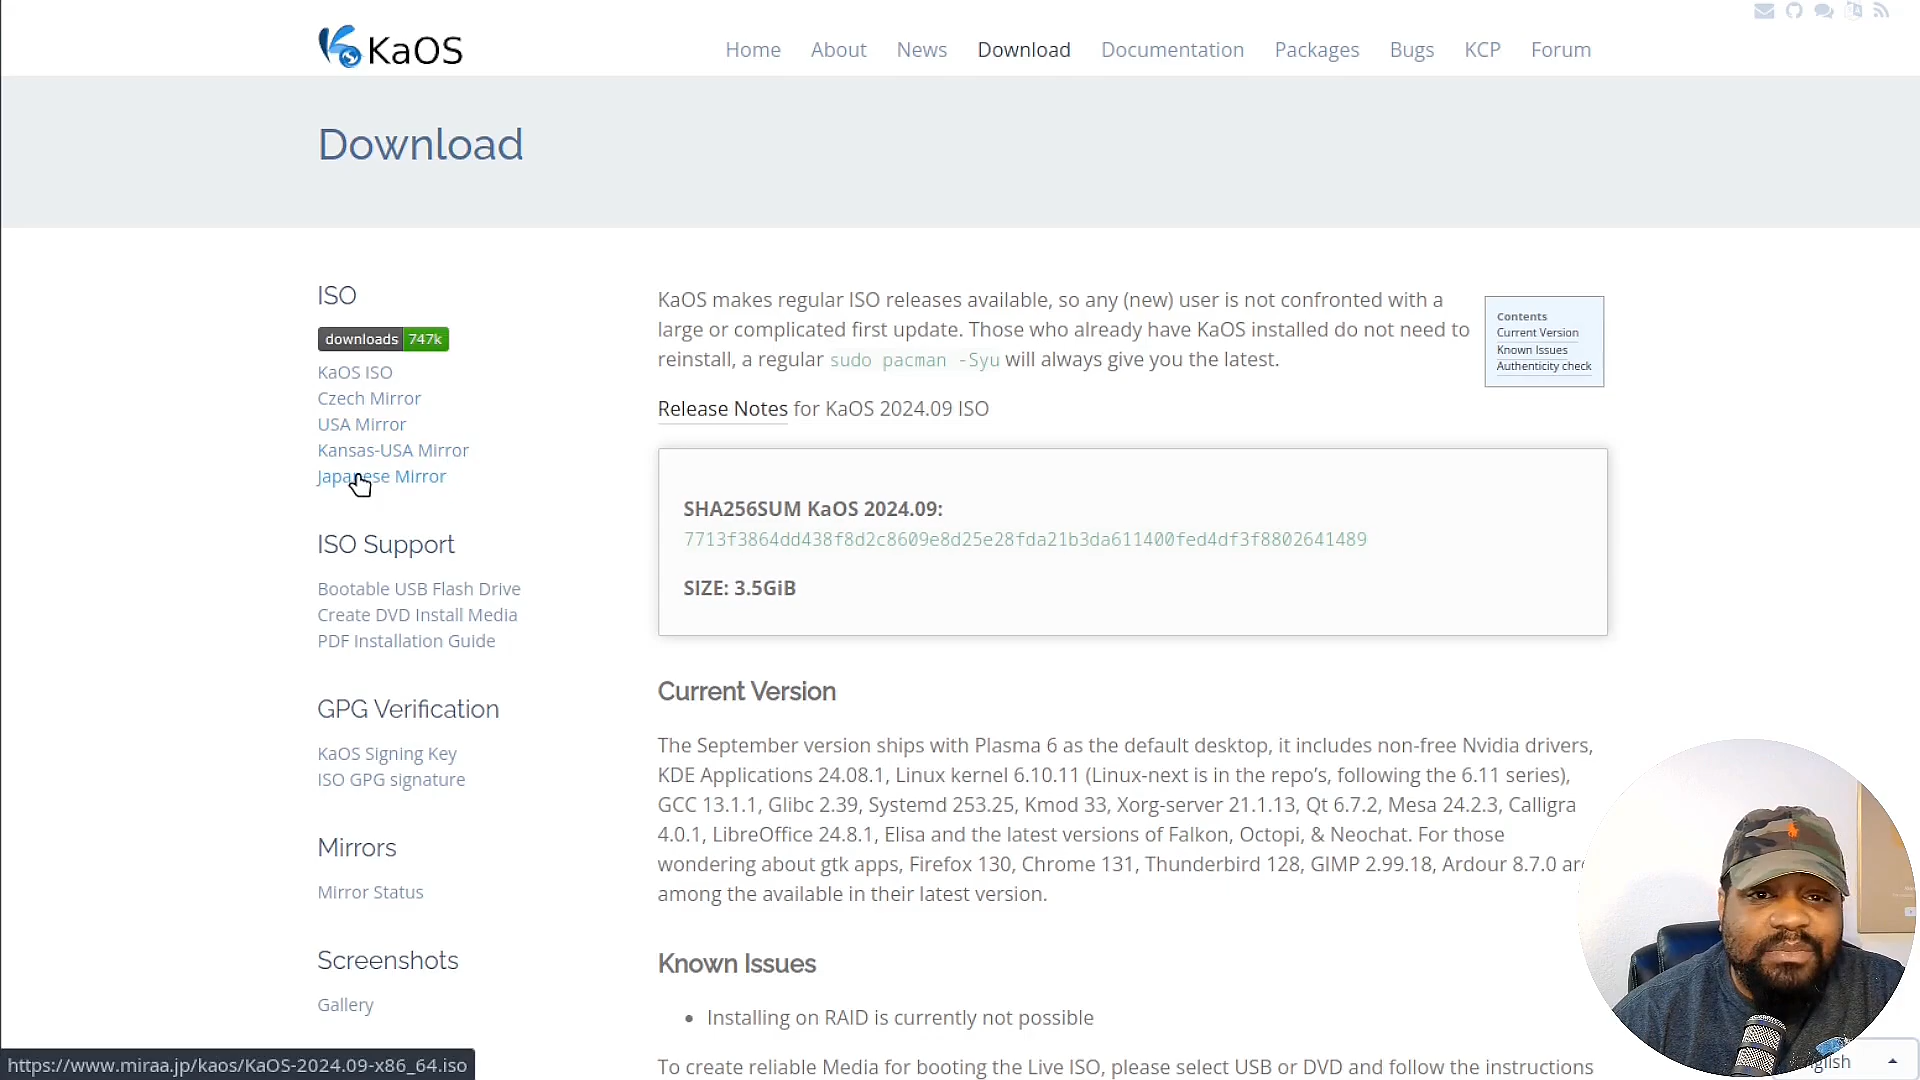 KaOS
Home About News Download Documentation Packages Bugs KCP Forum
Download
ISO
downloads 747k
KaOS ISO
Czech Mirror
USA Mirror
Kansas-USA Mirror
Japanese Mirror
ISO Support
Bootable USB Flash Drive
Create DVD Install Media
PDF Installation Guide
GPG Verification
KaOS Signing Key
ISO GPG signature
Mirrors
Mirror Status
Screenshots
Gallery
KaOS makes regular ISO releases available, so any (new) user is not confronted with a
large or complicated first update. Those who already have KaOS installed do not need to
reinstall, a regular sudo pacman -Syu will always give you the latest.
Contents
Current Version
Known Issues
Authenticity check
Release Notes for KaOS 2024.09 ISO
SHA256SUM KaOS 2024.09:
7713f3864dd438f8d2c8609e8d25e28fda21b3da611400fed4df3f8802641489
SIZE: 3.5GiB
Current Version
The September version ships with Plasma 6 as the default desktop, it includes non-free Nvidia drivers,
KDE Applications 24.08.1, Linux kernel 6.10.11 (Linux-next is in the repo's, following the 6.11 series),
GCC 13.1.1, Glibc 2.39, Systemd 253.25, Kmod 33, Xorg-server 21.1.13, Qt 6.7.2, Mesa 24.2.3, Calligra
4.0.1, LibreOffice 24.8.1, Elisa and the latest versions of Falkon, Octopi, & Neochat. For those
wondering about gtk apps, Firefox 130, Chrome 131, Thunderbird 128, GIMP 2.99.18, Ardour 8.7.0 are
among the available in their latest version.
Known Issues
• Installing on RAID is currently not possible
To create reliable Media for booting the Live ISO, please select USB or DVD and follow the instructions
https://www.miraa.jp/kaos/KaOS-2024.09-x86_64.iso